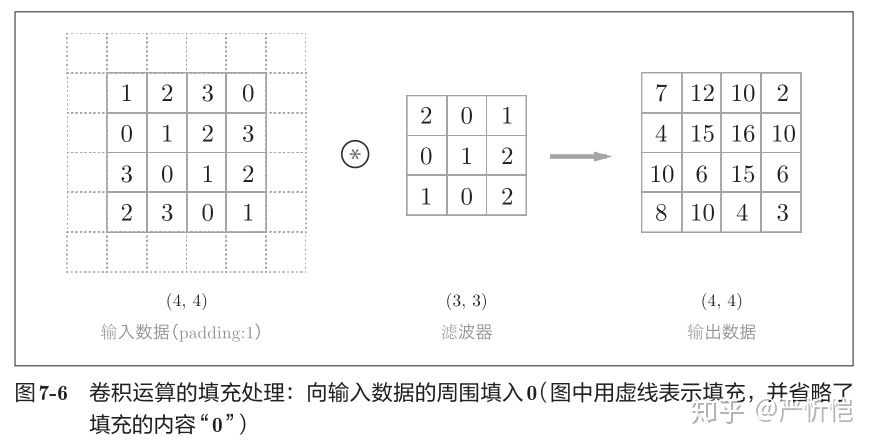 1 2 3 0
0 1 2 3
3 0 1 2
2 3 0 1
(4, 4)
输入数据(padding:1)
*
2 0 1
0 1 2
1 0 2
(3, 3)
滤波器
7 12 10 2
4 15 16 10
10 6 15 6
8 10 4 3
(4, 4)
输出数据
图7-6 卷积运算的填充处理：向输入数据的周围填入0(图中用虚线表示填充，并省略了
填充的内容“0”)
知乎 @严忻恺